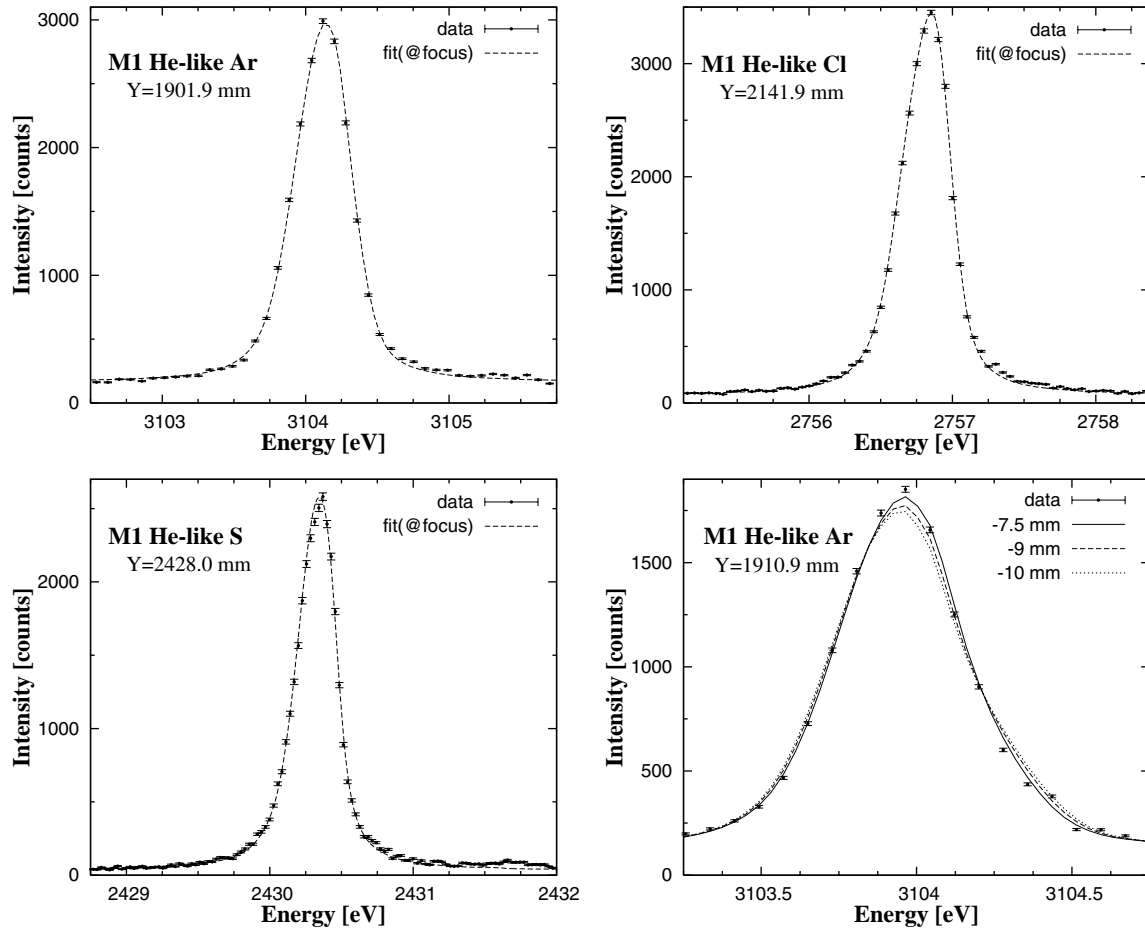 3000
2000
1000
0
Intensity [counts]
M1 He-like Ar
Y=1901.9 mm
data
fit(@focus)
3103
3104
3105
Energy [eV]
3000
2000
1000
0
Intensity [counts]
M1 He-like Cl
Y=2141.9 mm
data
fit(@focus)
2756
2757
2758
Energy [eV]
2000
1000
0
Intensity [counts]
M1 He-like S
Y=2428.0 mm
data
fit(@focus)
2429
2430
2431
2432
Energy [eV]
1500
1000
500
0
Intensity [counts]
M1 He-like Ar
Y=1910.9 mm
data
-7.5 mm
-9 mm
-10 mm
3103.5
3104
3104.5
Energy [eV]